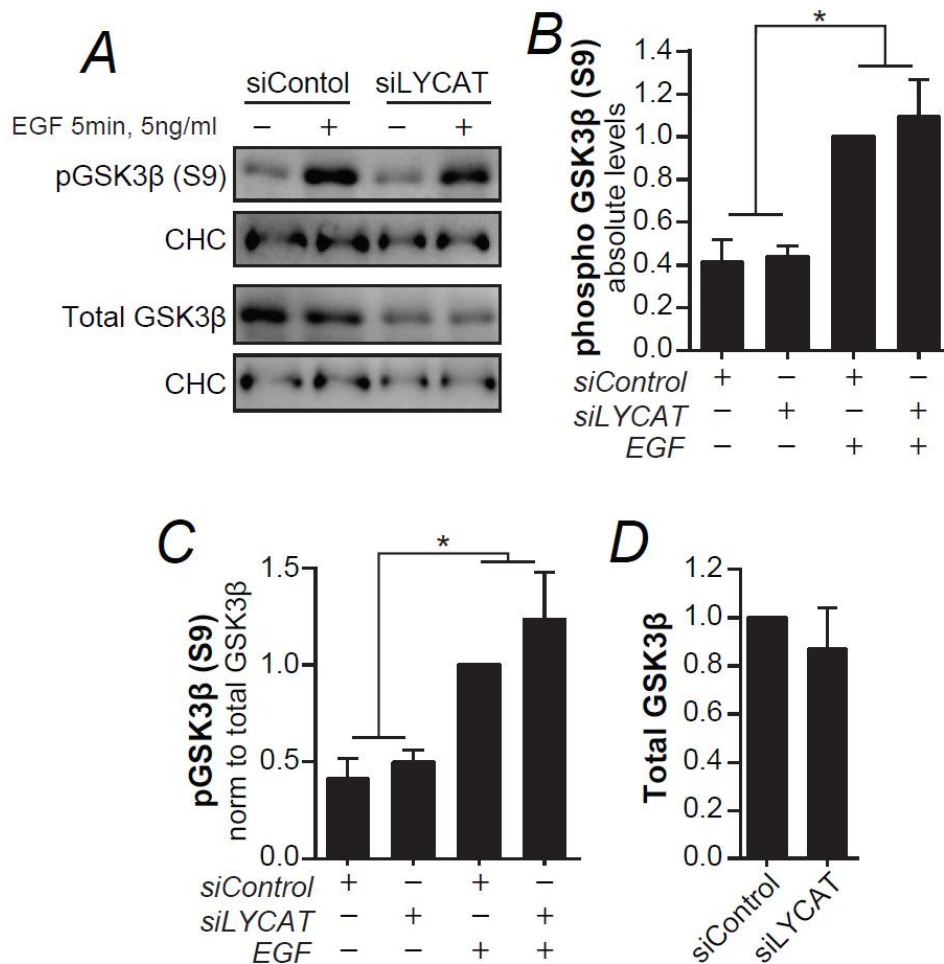 A
siContol siLYCAT
EGF 5min, 5ng/ml – + – +
pGSK3β (S9)
CHC
Total GSK3β
CHC
B
*
phospho GSK3β (S9)
absolute levels
1.4
1.2
1.0
0.8
0.6
0.4
0.2
0.0
siControl + – + –
siLYCAT – + – +
EGF – – + +
C
*
pGSK3β (S9)
norm to total GSK3β
1.5
1.0
0.5
0.0
siControl + – + –
siLYCAT – + – +
EGF – – + +
D
Total GSK3β
1.2
1.0
0.8
0.6
0.4
0.2
0.0
siControl
siLYCAT